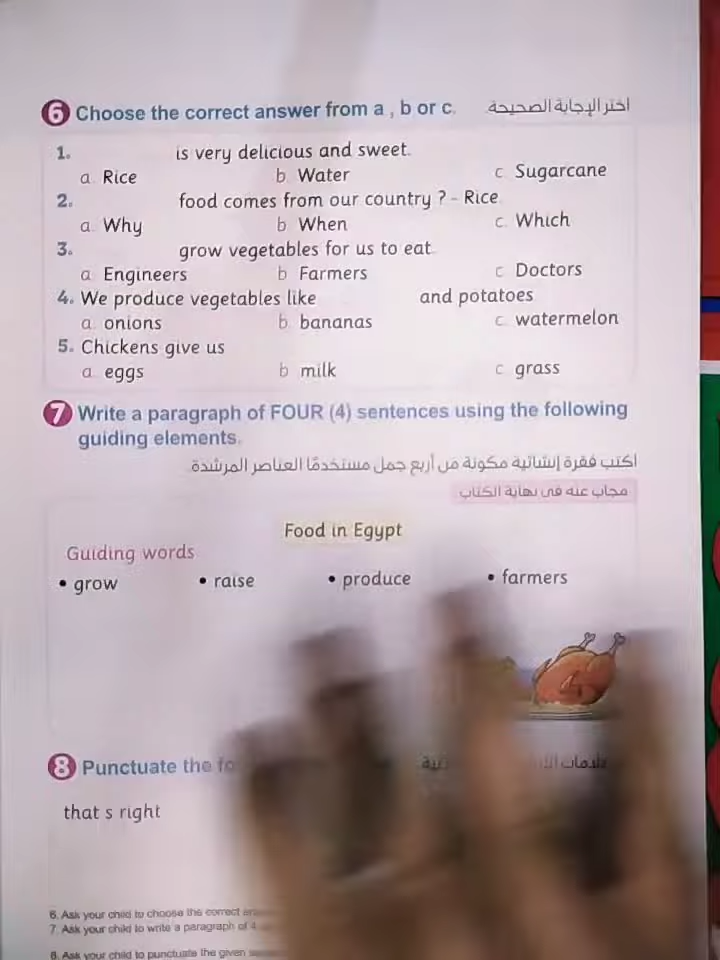 6 Choose the correct answer from a , b or c. اختر الإجابة الصحيحة
1. is very delicious and sweet.
a. Rice b. Water c. Sugarcane
2. food comes from our country ? - Rice.
a. Why b. When c. Which
3. grow vegetables for us to eat.
a. Engineers b. Farmers c. Doctors
4. We produce vegetables like and potatoes
a. onions b. bananas c. watermelon
5. Chickens give us
a. eggs b. milk c. grass
7 Write a paragraph of FOUR (4) sentences using the following
guiding elements.
اكتب فقرة إنشائية مكونة من أربع جمل مستخدمًا العناصر المرشدة
مجاب عنه فى نهاية الكتاب
Food in Egypt
Guiding words
• grow • raise • produce • farmers
8 Punctuate the
that s right
6. Ask your child to choose the correct
7. Ask your child to write a paragraph of 4
8. Ask your child to punctuate the given